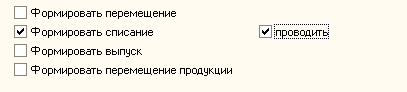 Формировать перемещение
Формировать списание проводить
Формировать выпуск
Формировать перемещение продукции